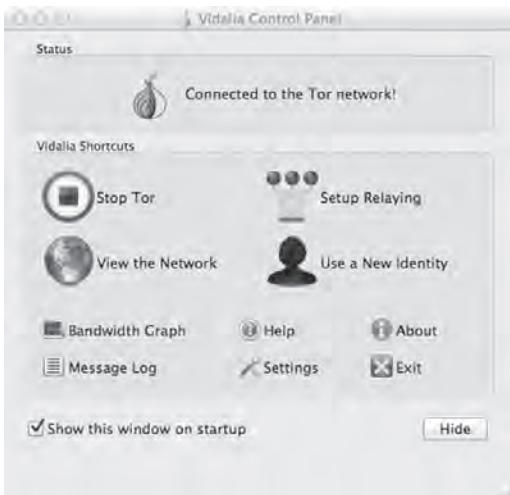 Vidalia Control Panel
Status
Connected to the Tor network!
Vidalia Shortcuts
Stop Tor
Setup Relaying
View the Network
Use a New Identity
Bandwidth Graph
Help
About
Message Log
Settings
Exit
Show this window on startup
Hide